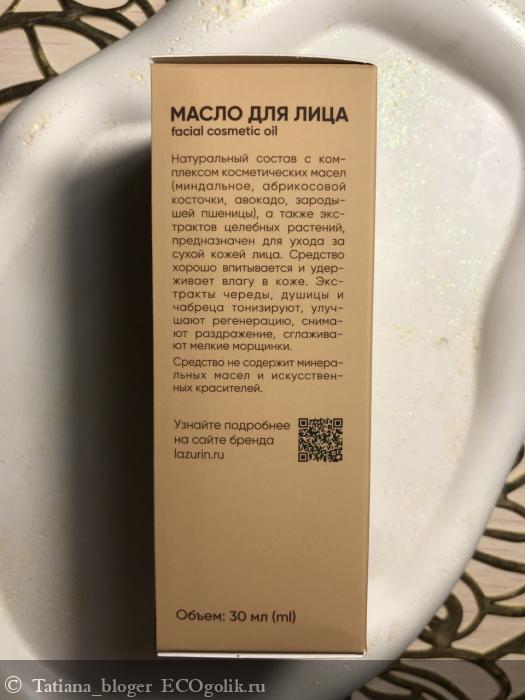 МАСЛО ДЛЯ ЛИЦА
facial cosmetic oil
Натуральный состав с ком-
плексом косметических масел
(миндальное, абрикосовой
косточки, авокадо, зароды-
шей пшеницы), а также экс-
трактов целебных растений,
предназначен для ухода за
сухой кожей лица. Средство
хорошо впитывается и удер-
живает влагу в коже. Экс-
тракты череды, душицы и
чабреца тонизируют, улуч-
шают регенерацию, снима-
ют раздражение, сглажива-
ют мелкие морщинки.
Средство не содержит минера-
льных масел и искусствен-
ных красителей.
Узнайте подробнее
на сайте бренда
lazurin.ru
Объем: 30 мл (ml)
© Tatiana_bloger ECOgolik.ru